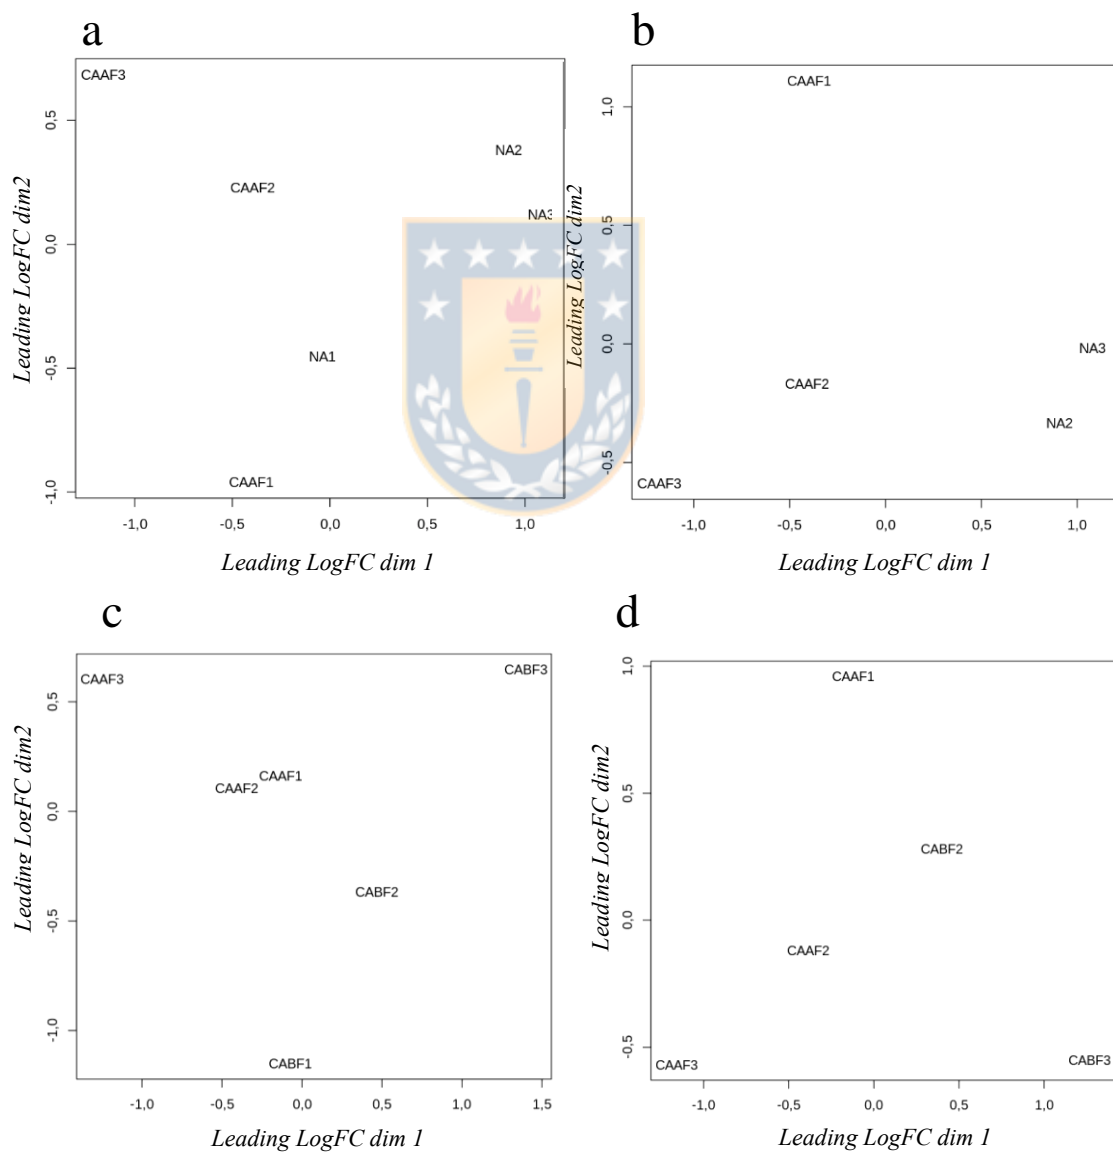 a
CAAF3
NA2
CAAF2
NA3
NA1
CAAF1
0,5
0,0
-0,5
-1,0
-1,0 -0,5 0,0 0,5 1,0
Leading LogFC dim2
Leading LogFC dim 1
b
CAAF1
NA3
CAAF2
NA2
CAAF3
1,0
0,5
0,0
-0,5
-1,0 -0,5 0,0 0,5 1,0
Leading LogFC dim2
Leading LogFC dim 1
c
CABF3
CAAF3
CAAF1
CAAF2
CABF2
CABF1
0,5
0,0
-0,5
-1,0
-1,0 -0,5 0,0 0,5 1,0 1,5
Leading LogFC dim2
Leading LogFC dim 1
d
CAAF1
CABF2
CAAF2
CABF3
CAAF3
1,0
0,5
0,0
-0,5
-1,0 -0,5 0,0 0,5 1,0
Leading LogFC dim2
Leading LogFC dim 1